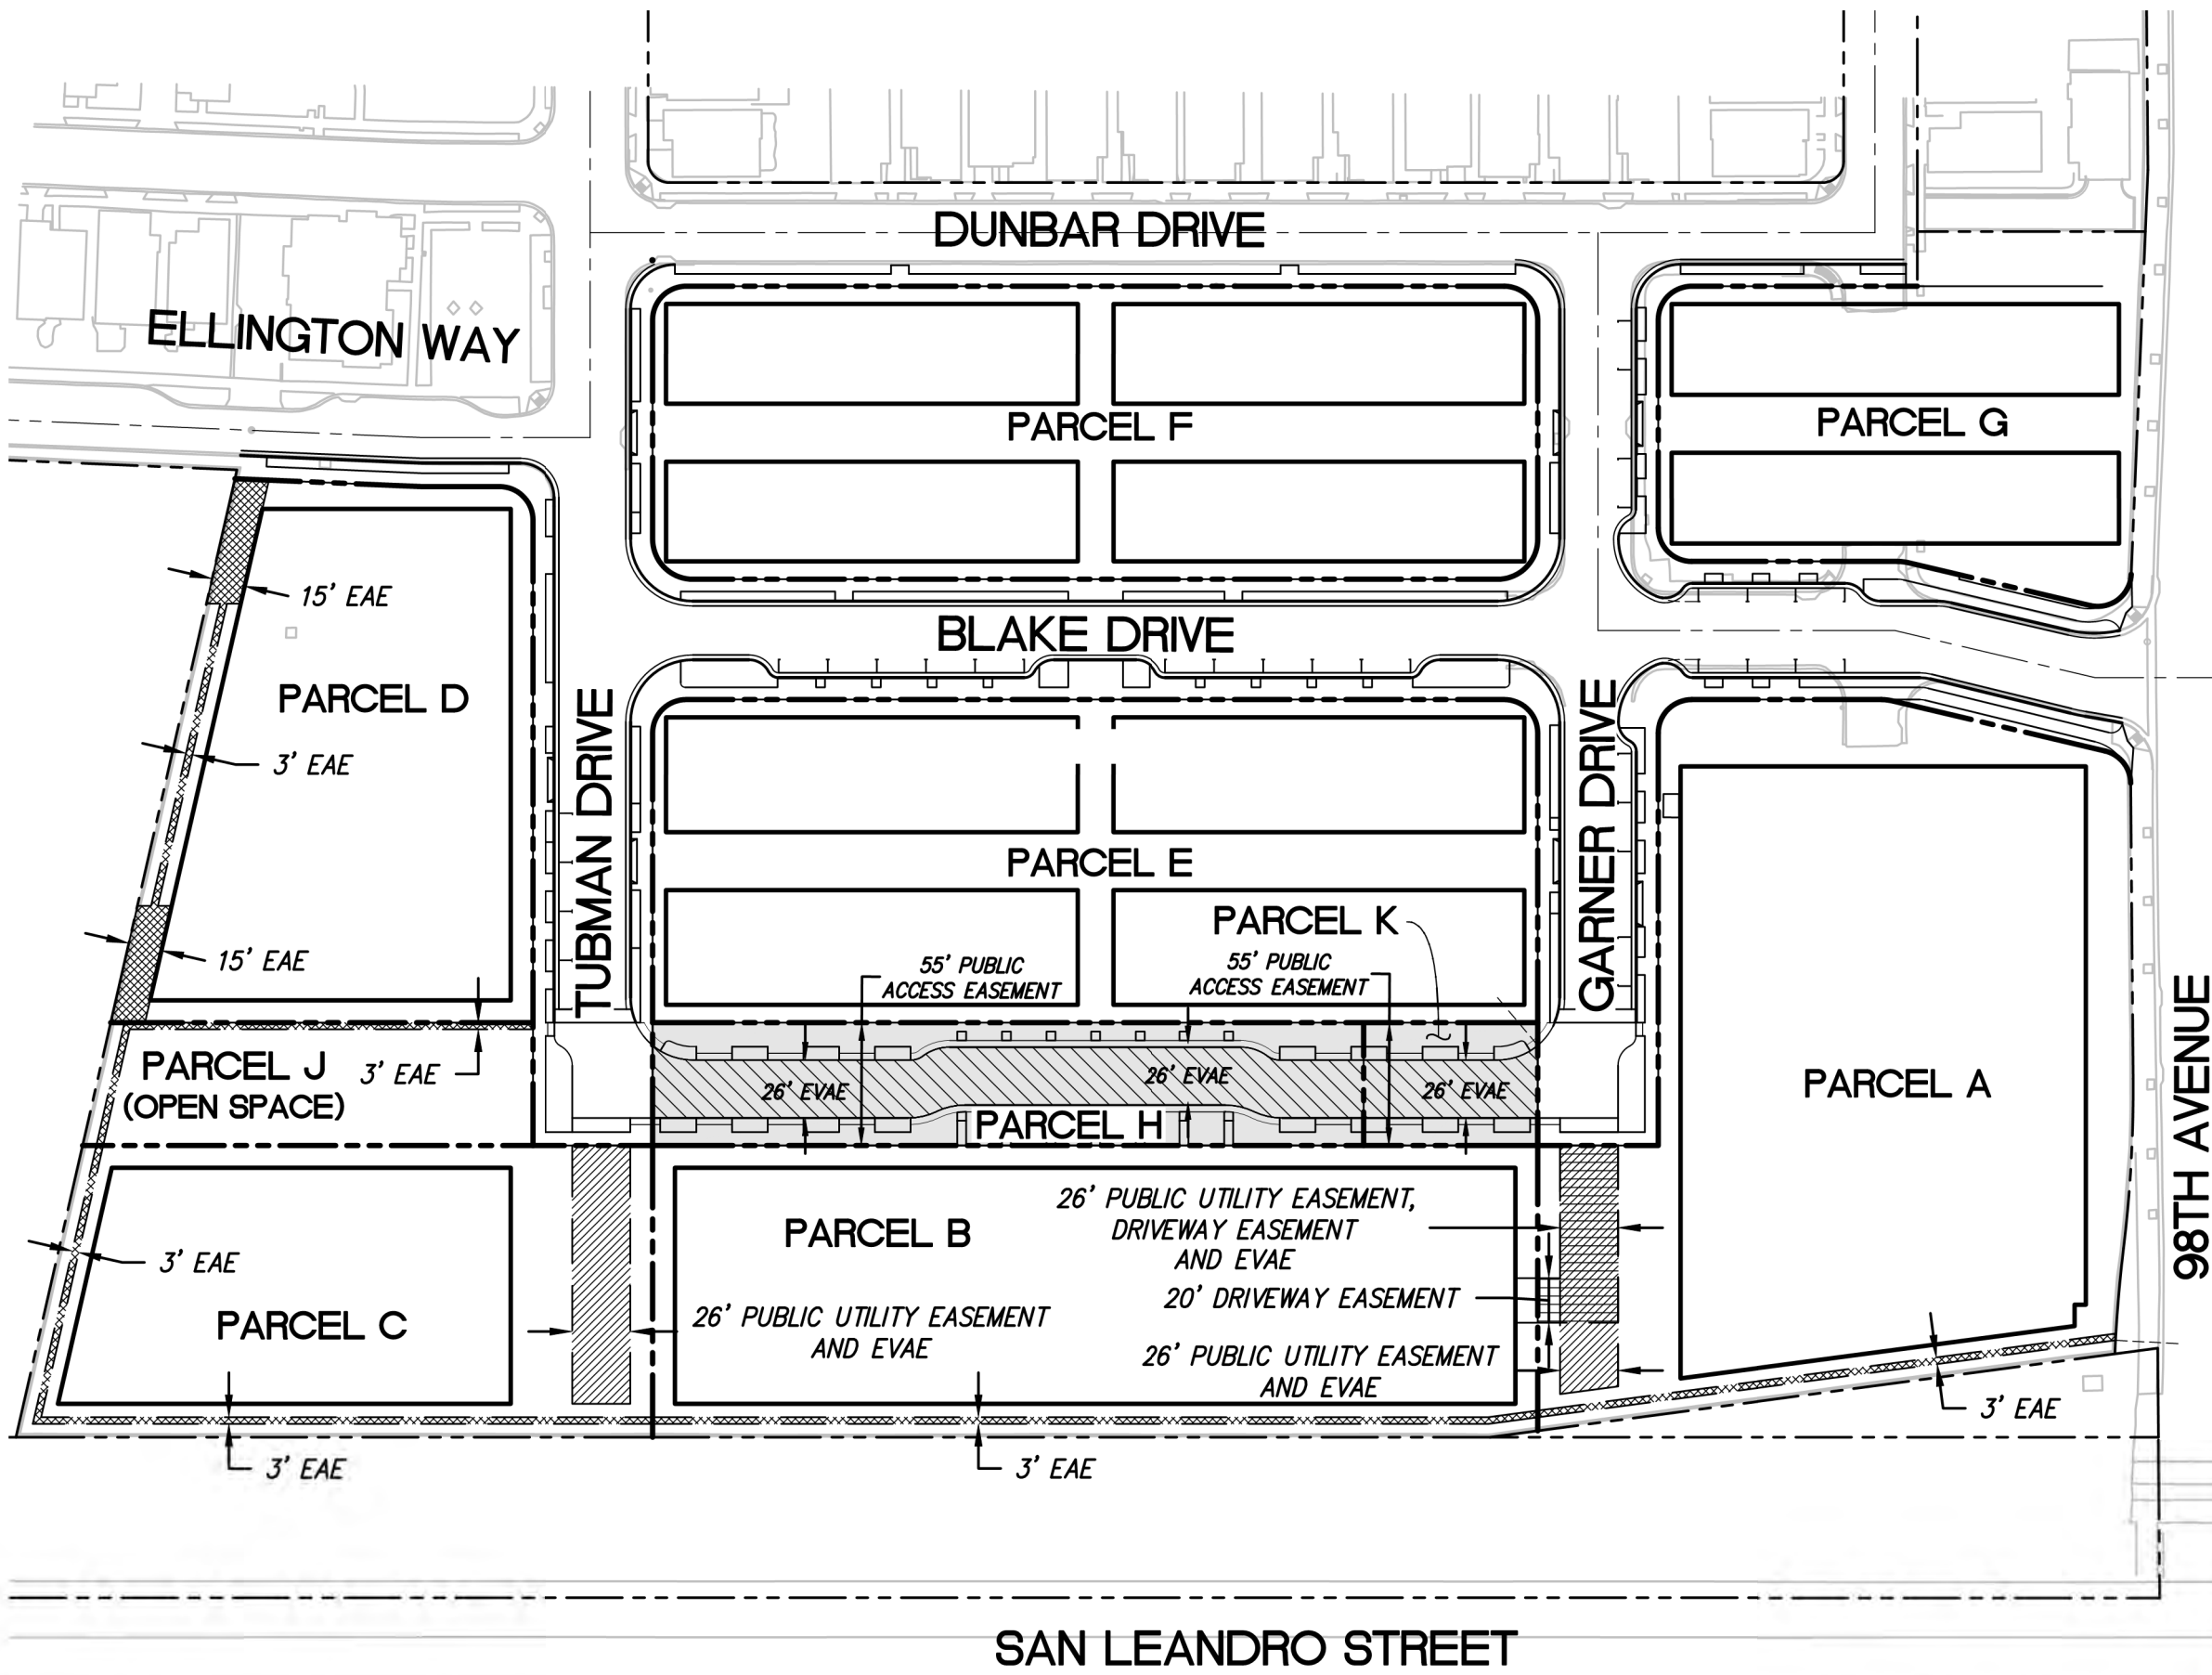 DUNBAR DRIVE
ELLINGTON WAY
PARCEL F
PARCEL G
15' EAE
BLAKE DRIVE
PARCEL D
TUBMAN DRIVE
GARNER DRIVE
3' EAE
PARCEL E
PARCEL K
15' EAE
55' PUBLIC
ACCESS EASEMENT
55' PUBLIC
ACCESS EASEMENT
98TH AVENUE
PARCEL J
(OPEN SPACE)
3' EAE
26' EVAE
26' EVAE
26' EVAE
PARCEL A
PARCEL H
26' PUBLIC UTILITY EASEMENT,
DRIVEWAY EASEMENT
AND EVAE
PARCEL B
3' EAE
20' DRIVEWAY EASEMENT
PARCEL C
26' PUBLIC UTILITY EASEMENT
AND EVAE
26' PUBLIC UTILITY EASEMENT
AND EVAE
3' EAE
3' EAE
3' EAE
SAN LEANDRO STREET